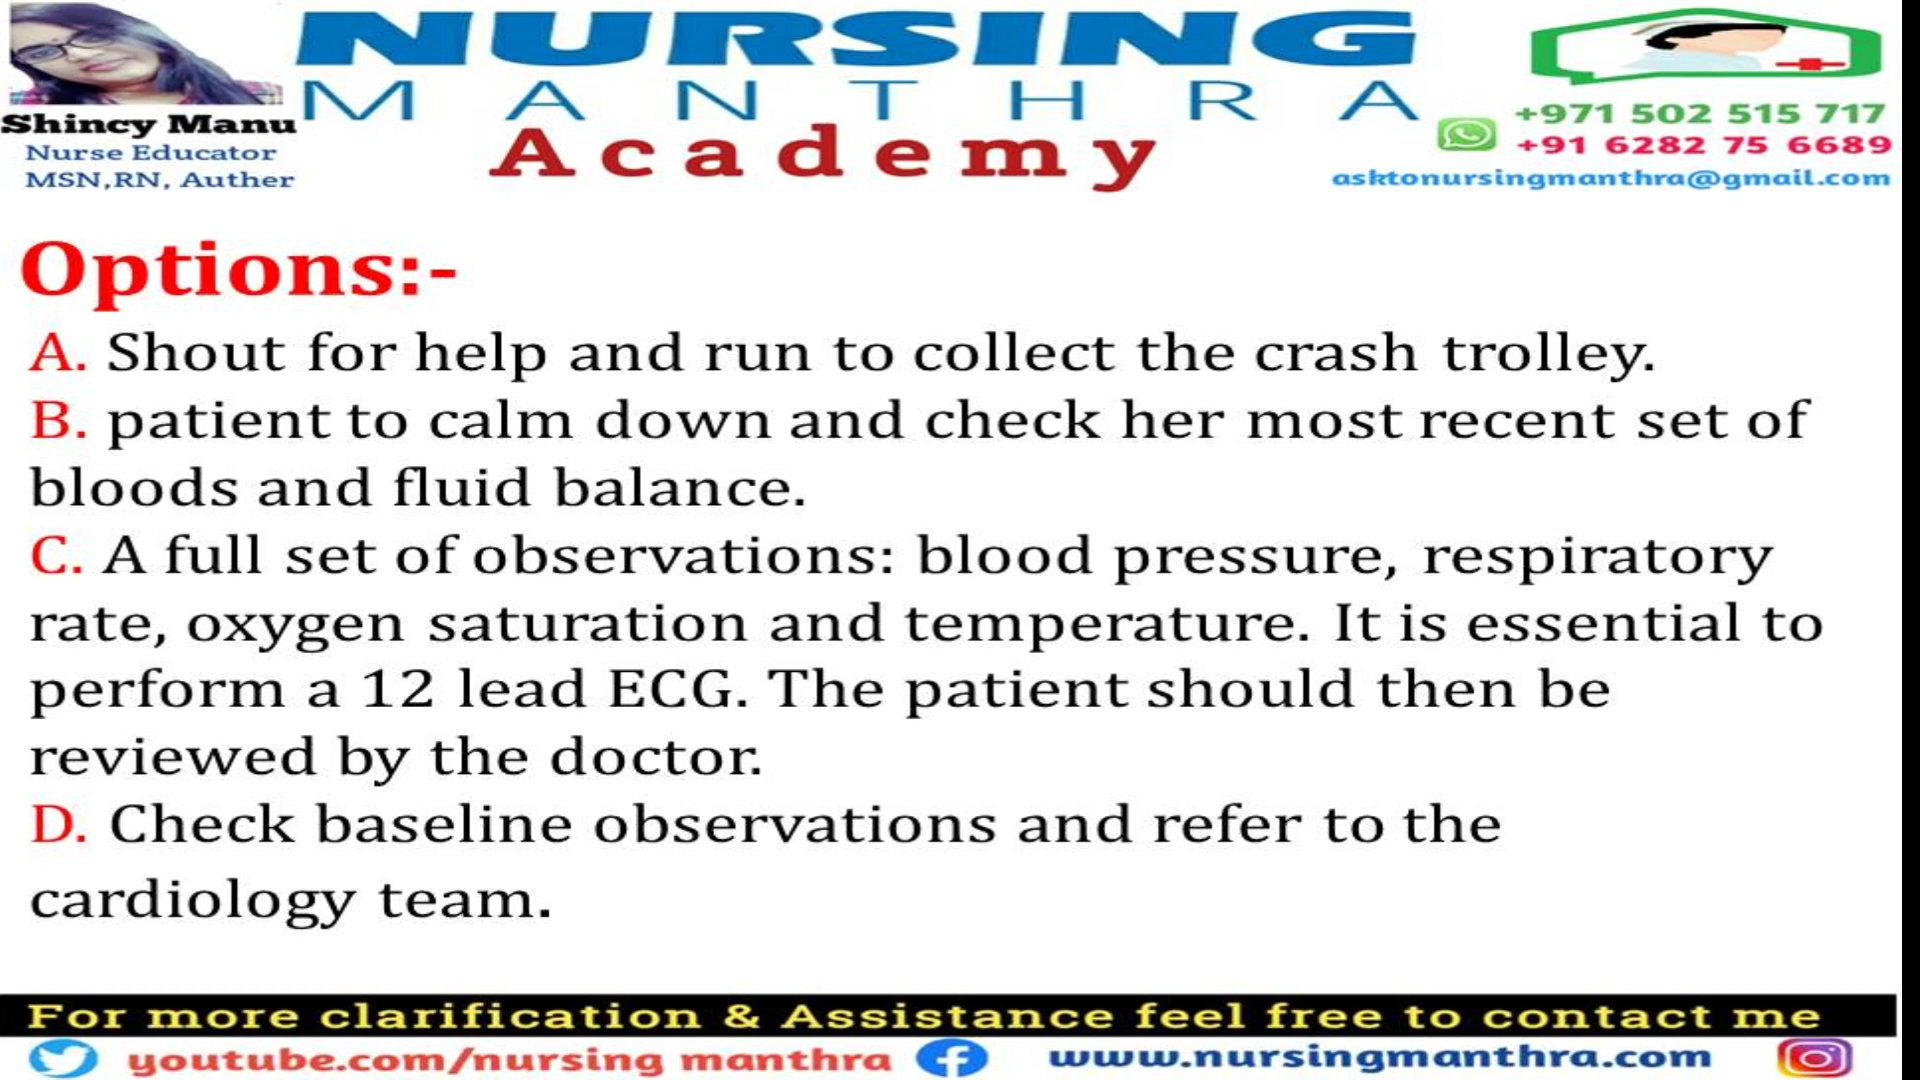 NURSING
MANTHRA
Academy
Shincy Manu
Nurse Educator
MSN,RN, Auther
+971 502 515 717
+91 6282 75 6689
asktonursingmanthra@gmail.com
Options:-
A. Shout for help and run to collect the crash trolley.
B. patient to calm down and check her most recent set of
bloods and fluid balance.
C. A full set of observations: blood pressure, respiratory
rate, oxygen saturation and temperature. It is essential to
perform a 12 lead ECG. The patient should then be
reviewed by the doctor.
D. Check baseline observations and refer to the
cardiology team.
For more clarification & Assistance feel free to contact me
youtube.com/nursing manthra www.nursingmanthra.com